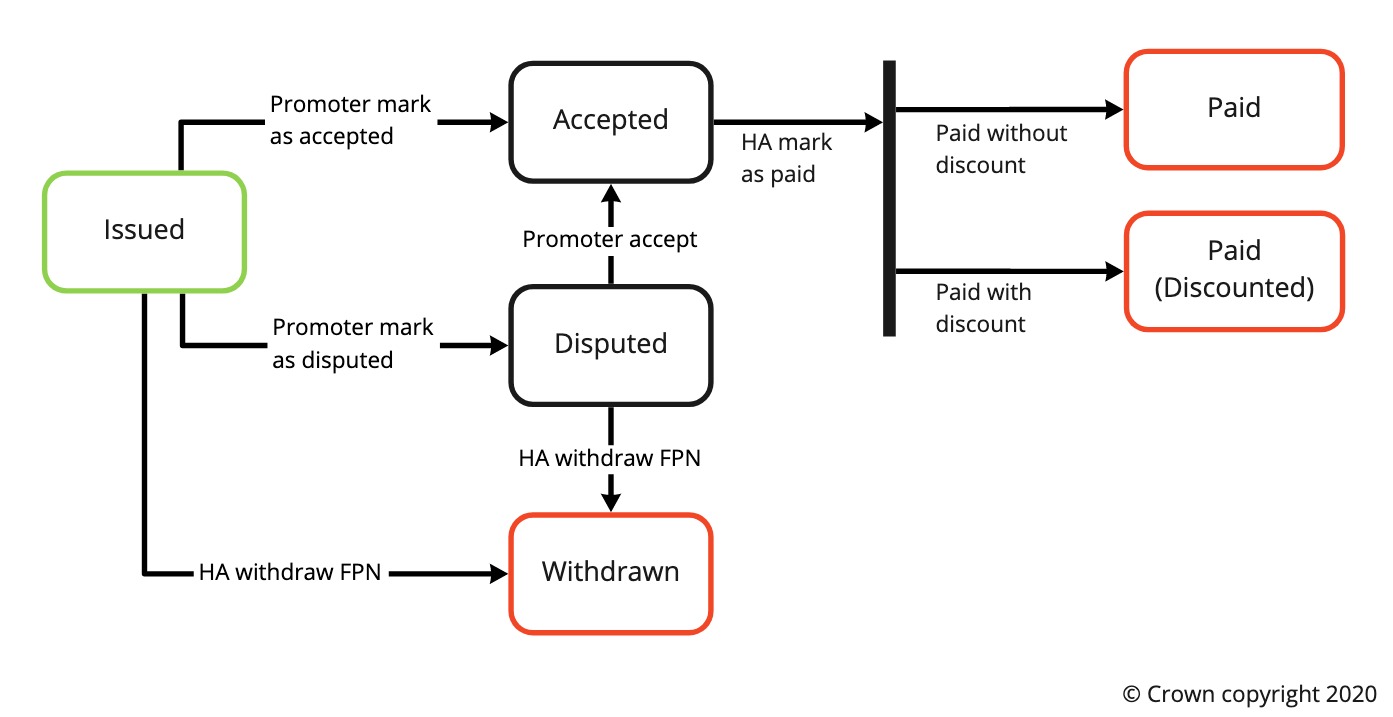 Promoter mark
as accepted
Accepted
HA mark
as paid
Paid without
discount
Paid
Issued
Promoter accept
Paid with
discount
Paid
(Discounted)
Promoter mark
as disputed
Disputed
HA withdraw FPN
HA withdraw FPN
Withdrawn
© Crown copyright 2020